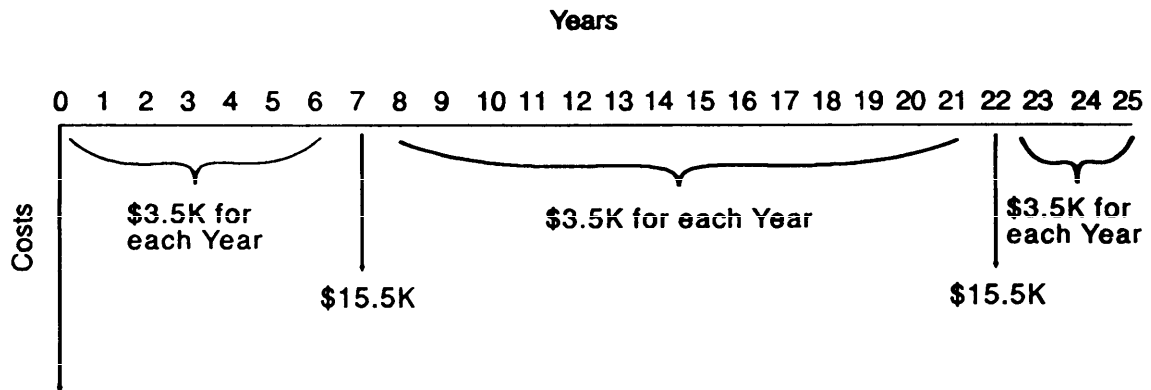 Years
0 1 2 3 4 5 6 7 8 9 10 11 12 13 14 15 16 17 18 19 20 21 22 23 24 25
Costs
$3.5K for
each Year
$15.5K
$3.5K for each Year
$15.5K
$3.5K for
each Year